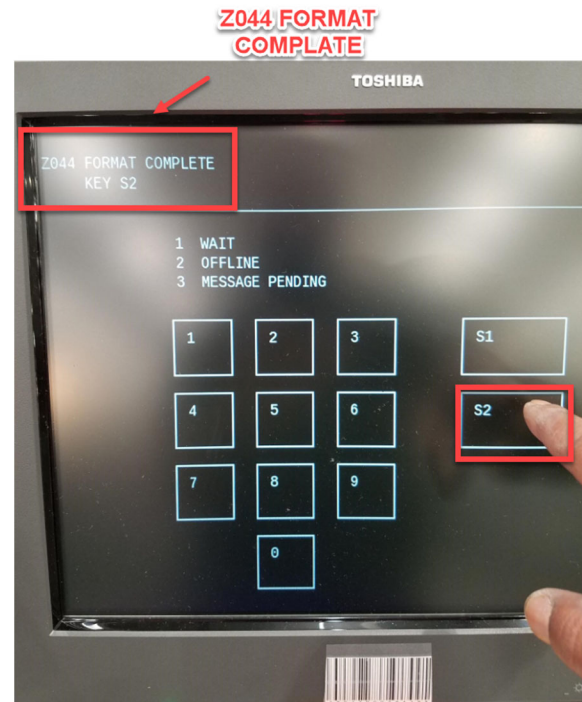 Z044 FORMAT
COMPLATE
TOSHIBA
Z044 FORMAT COMPLETE
KEY S2
1 WAIT
2 OFFLINE
3 MESSAGE PENDING
1 2 3 S1
4 5 6 S2
7 8 9
0